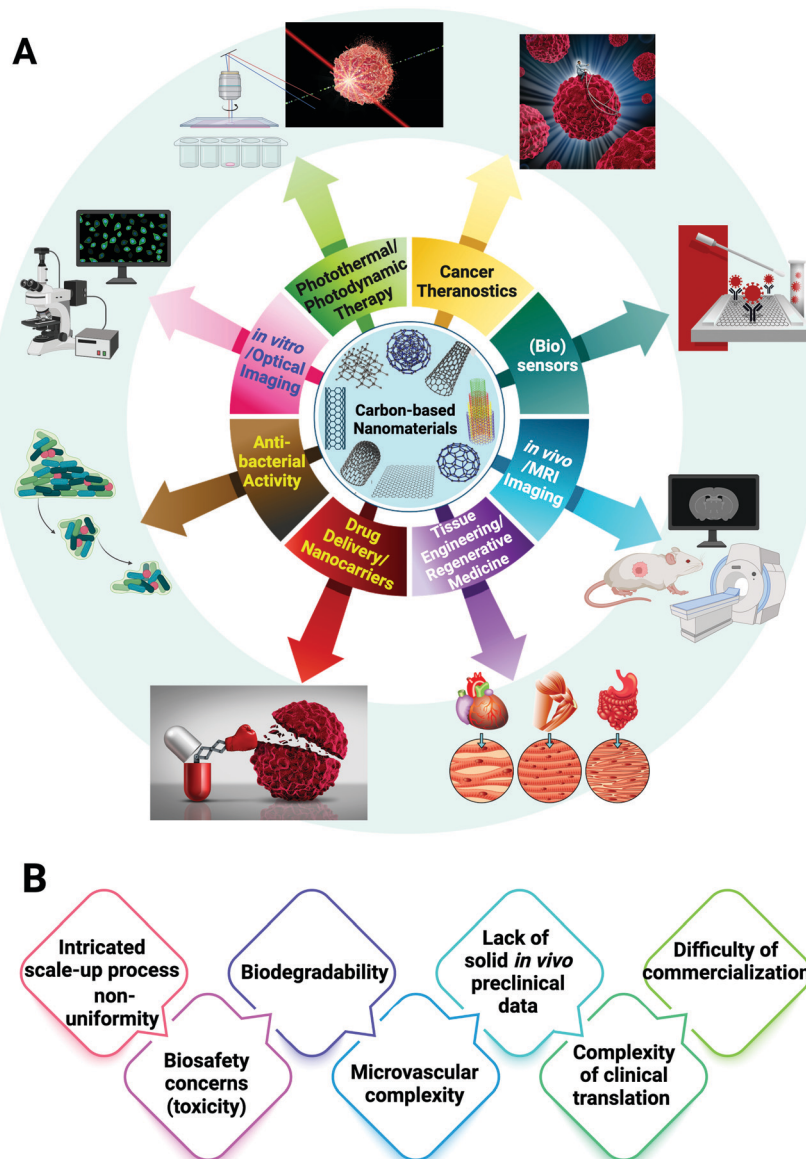 A
Photothermal/
Photodynamic
Therapy
Cancer
Theranostics
(Bio)
sensors
in vivo
/MRI
Imaging
Tissue
Engineering/
Regenerative
Medicine
Drug
Delivery/
Nanocarriers
Anti-
bacterial
Activity
in vitro
/Optical
Imaging
Carbon-based
Nanomaterials
B
Intricated
scale-up process
non-
uniformity
Biosafety
concerns
(toxicity)
Biodegradability
Microvascular
complexity
Lack of
solid in vivo
preclinical
data
Complexity
of clinical
translation
Difficulty of
commercialization